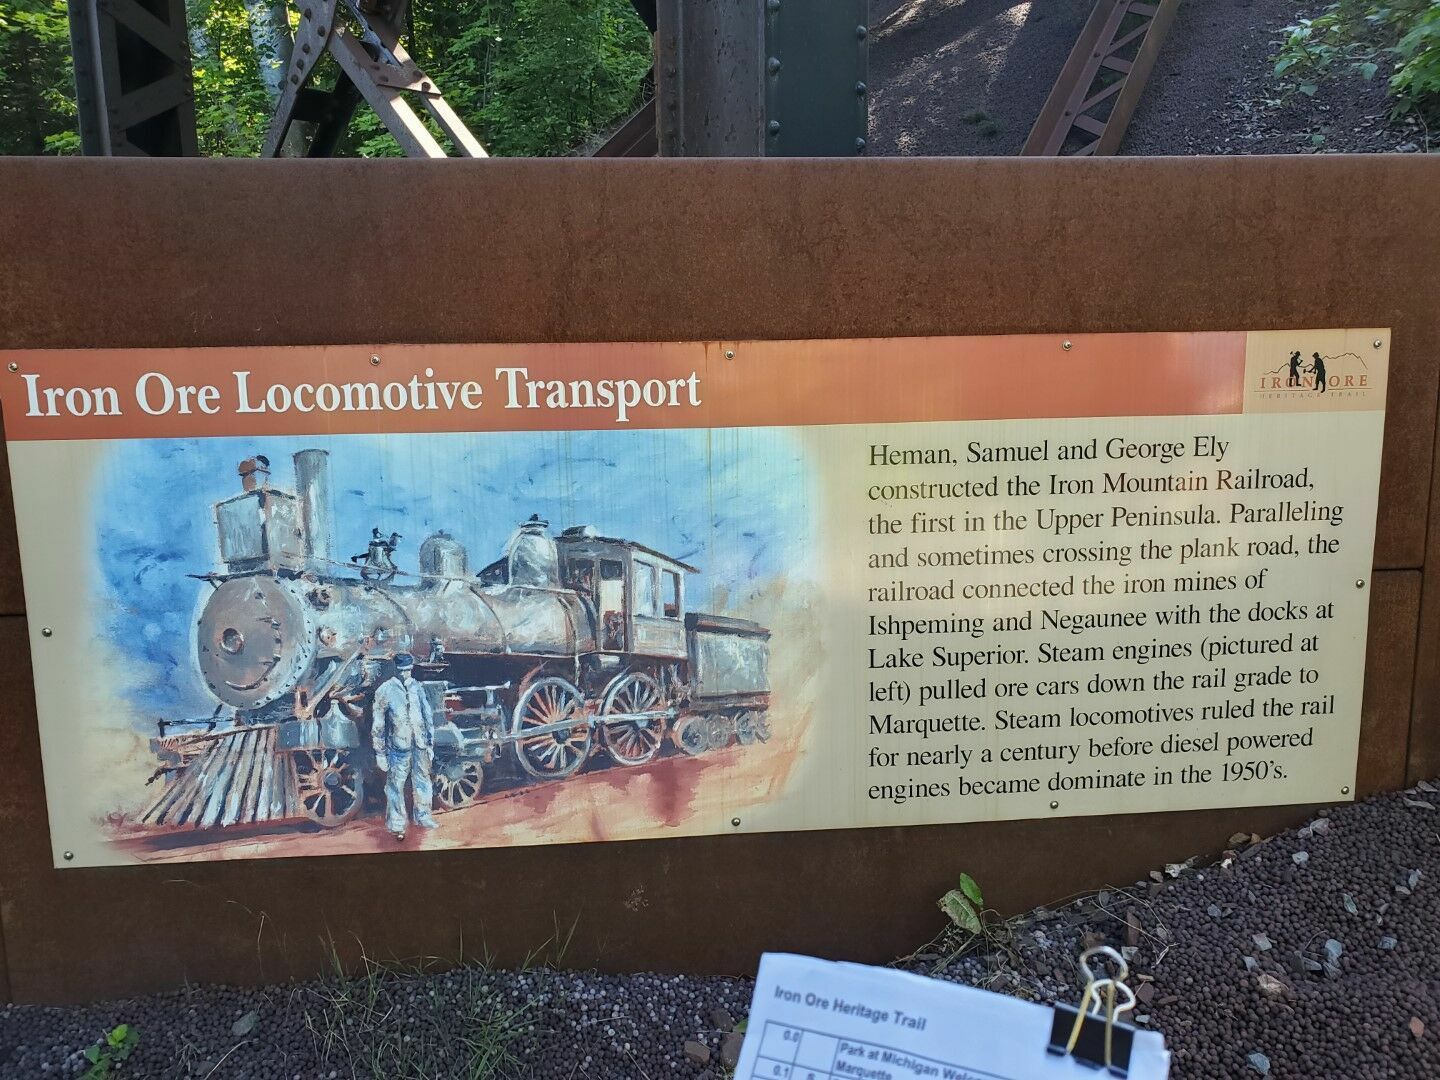 Iron Ore Locomotive Transport
IRON ORE
HERITAGE TRAIL
Heman, Samuel and George Ely
constructed the Iron Mountain Railroad,
the first in the Upper Peninsula. Paralleling
and sometimes crossing the plank road, the
railroad connected the iron mines of
Ishpeming and Negaunee with the docks at
Lake Superior. Steam engines (pictured at
left) pulled ore cars down the rail grade to
Marquette. Steam locomotives ruled the rail
for nearly a century before diesel powered
engines became dominate in the 1950's.
Iron Ore Heritage Trail
0.0 Park at Michigan
Marquette
0.1